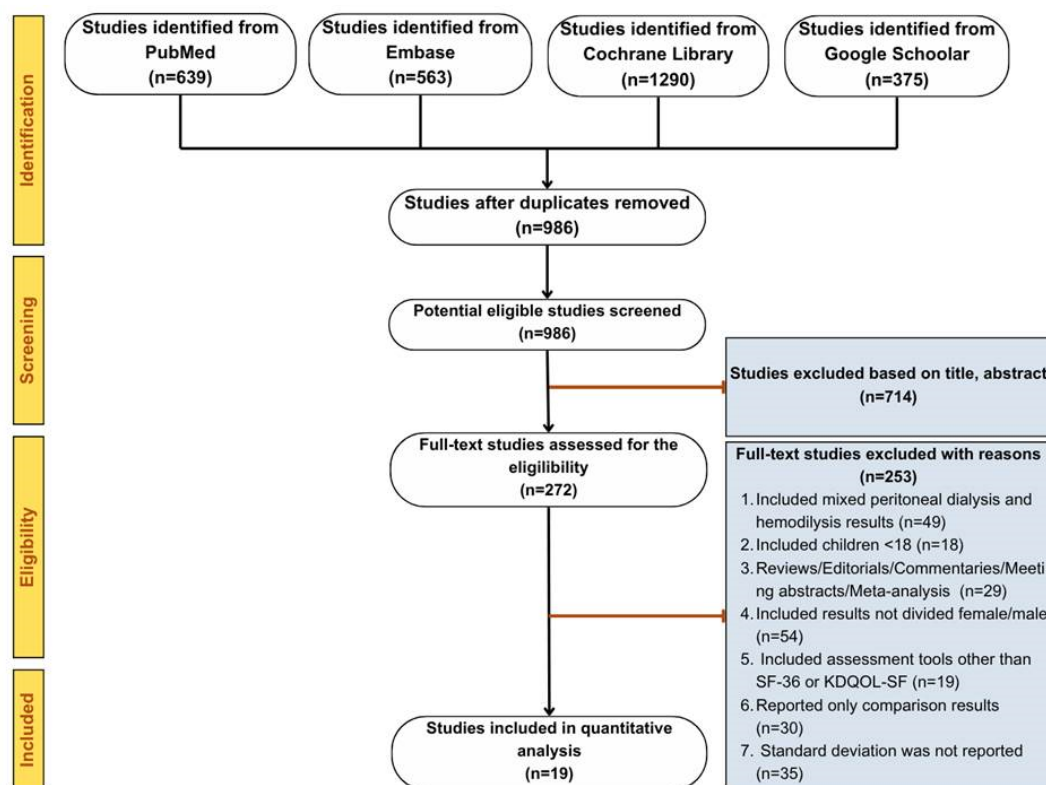 Studies identified from
PubMed
(n=639)
Studies identified from
Embase
(n=563)
Studies identified from
Cochrane Library
(n=1290)
Studies identified from
Google Schoolar
(n=375)
Identification
Studies after duplicates removed
(n=986)
Screening
Potential eligible studies screened
(n=986)
Studies excluded based on title, abstract
(n=714)
Eligibility
Full-text studies assessed for the
eligilibility
(n=272)
Full-text studies excluded with reasons
(n=253)
1. Included mixed peritoneal dialysis and
hemodilysis results (n=49)
2. Included children <18 (n=18)
3. Reviews/Editorials/Commentaries/Meeti
ng abstracts/Meta-analysis (n=29)
4. Included results not divided female/male
(n=54)
5. Included assessment tools other than
SF-36 or KDQOL-SF (n=19)
6. Reported only comparison results
(n=30)
7. Standard deviation was not reported
(n=35)
Included
Studies included in quantitative
analysis
(n=19)